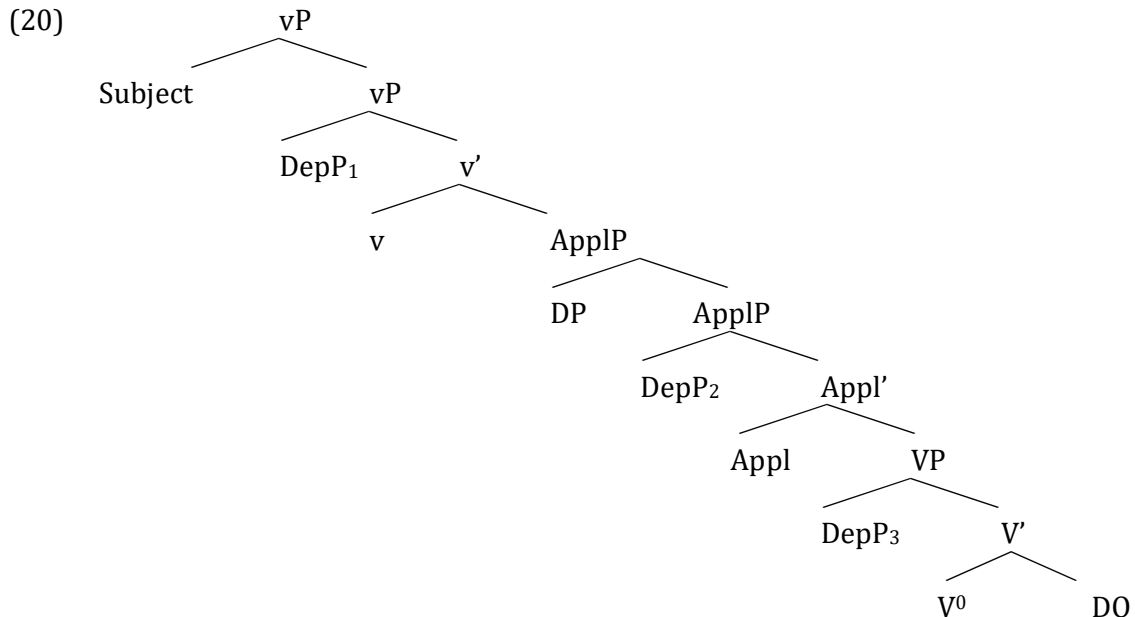 (20) vP
Subject vP
DepP₁ v’
v ApplP
DP ApplP
DepP₂ Appl’
Appl VP
DepP₃ V’
V⁰ DO